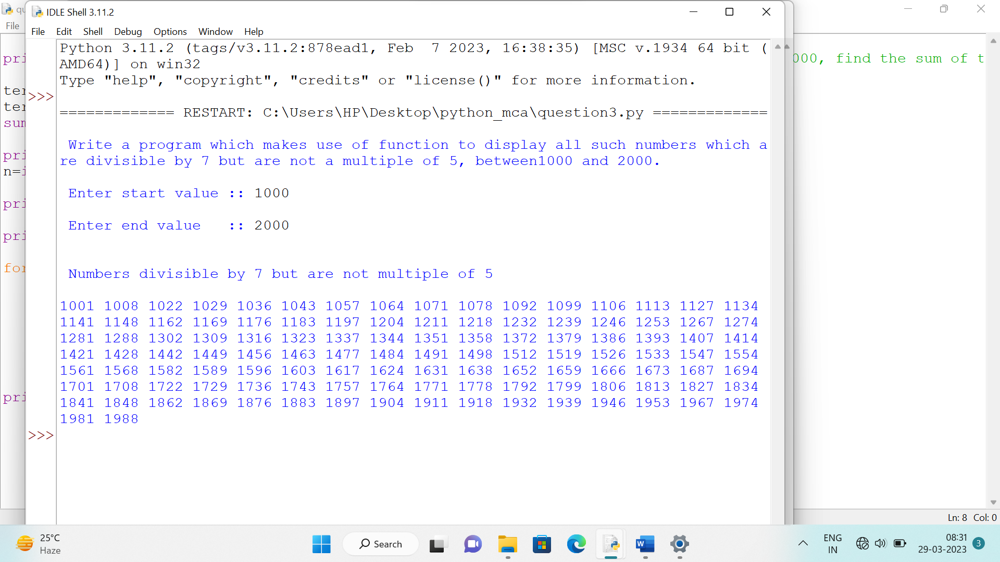 qu
IDLE Shell 3.11.2
File
File Edit Shell Debug Options Window Help
Python 3.11.2 (tags/v3.11.2:878ead1, Feb  7 2023, 16:38:35) [MSC v.1934 64 bit (
AMD64)] on win32
Type "help", "copyright", "credits" or "license()" for more information.
>>>
============= RESTART: C:\Users\HP\Desktop\python_mca\question3.py =============
Write a program which makes use of function to display all such numbers which a
re divisible by 7 but are not a multiple of 5, between1000 and 2000.
Enter start value :: 1000
Enter end value   :: 2000
Numbers divisible by 7 but are not multiple of 5
1001 1008 1022 1029 1036 1043 1057 1064 1071 1078 1092 1099 1106 1113 1127 1134
1141 1148 1162 1169 1176 1183 1197 1204 1211 1218 1232 1239 1246 1253 1267 1274
1281 1288 1302 1309 1316 1323 1337 1344 1351 1358 1372 1379 1386 1393 1407 1414
1421 1428 1442 1449 1456 1463 1477 1484 1491 1498 1512 1519 1526 1533 1547 1554
1561 1568 1582 1589 1596 1603 1617 1624 1631 1638 1652 1659 1666 1673 1687 1694
1701 1708 1722 1729 1736 1743 1757 1764 1771 1778 1792 1799 1806 1813 1827 1834
1841 1848 1862 1869 1876 1883 1897 1904 1911 1918 1932 1939 1946 1953 1967 1974
1981 1988
>>>
pri
ter
ter
sum
pri
n=i
pri
pri
for
pri
000, find the sum of t
Ln: 8 Col: 0
25°C
Haze
Search
W
ENG
IN
08:31
29-03-2023
3